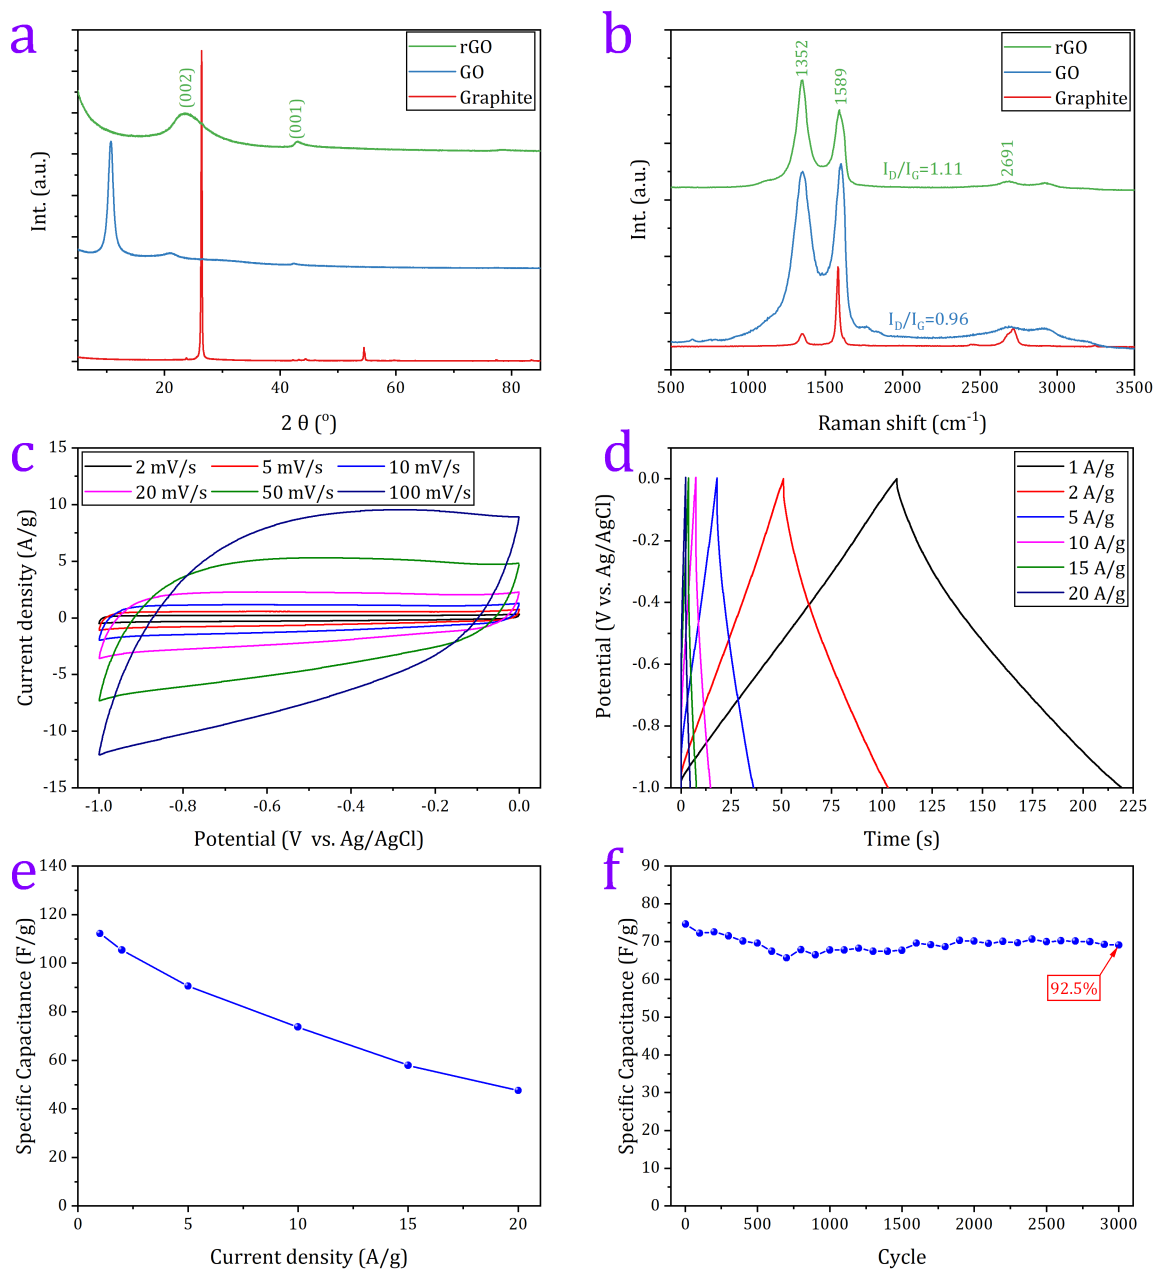 a
rGO
GO
Graphite
(002)
(001)
Int. (a.u.)
20 40 60 80
2 θ (°)
b
rGO
GO
Graphite
1352
1589
2691
I_D/I_G=1.11
I_D/I_G=0.96
Int. (a.u.)
500 1000 1500 2000 2500 3000 3500
Raman shift (cm⁻¹)
c
2 mV/s 5 mV/s 10 mV/s
20 mV/s 50 mV/s 100 mV/s
Current density (A/g)
15
10
5
0
-5
-10
-15
-1.0 -0.8 -0.6 -0.4 -0.2 0.0
Potential (V vs. Ag/AgCl)
d
1 A/g
2 A/g
5 A/g
10 A/g
15 A/g
20 A/g
Potential (V vs. Ag/AgCl)
0.0
-0.2
-0.4
-0.6
-0.8
-1.0
0 25 50 75 100 125 150 175 200 225
Time (s)
e
Specific Capacitance (F/g)
140
120
100
80
60
40
20
0
0 5 10 15 20
Current density (A/g)
f
Specific Capacitance (F/g)
90
80
70
60
50
40
30
20
10
0
92.5%
0 500 1000 1500 2000 2500 3000
Cycle